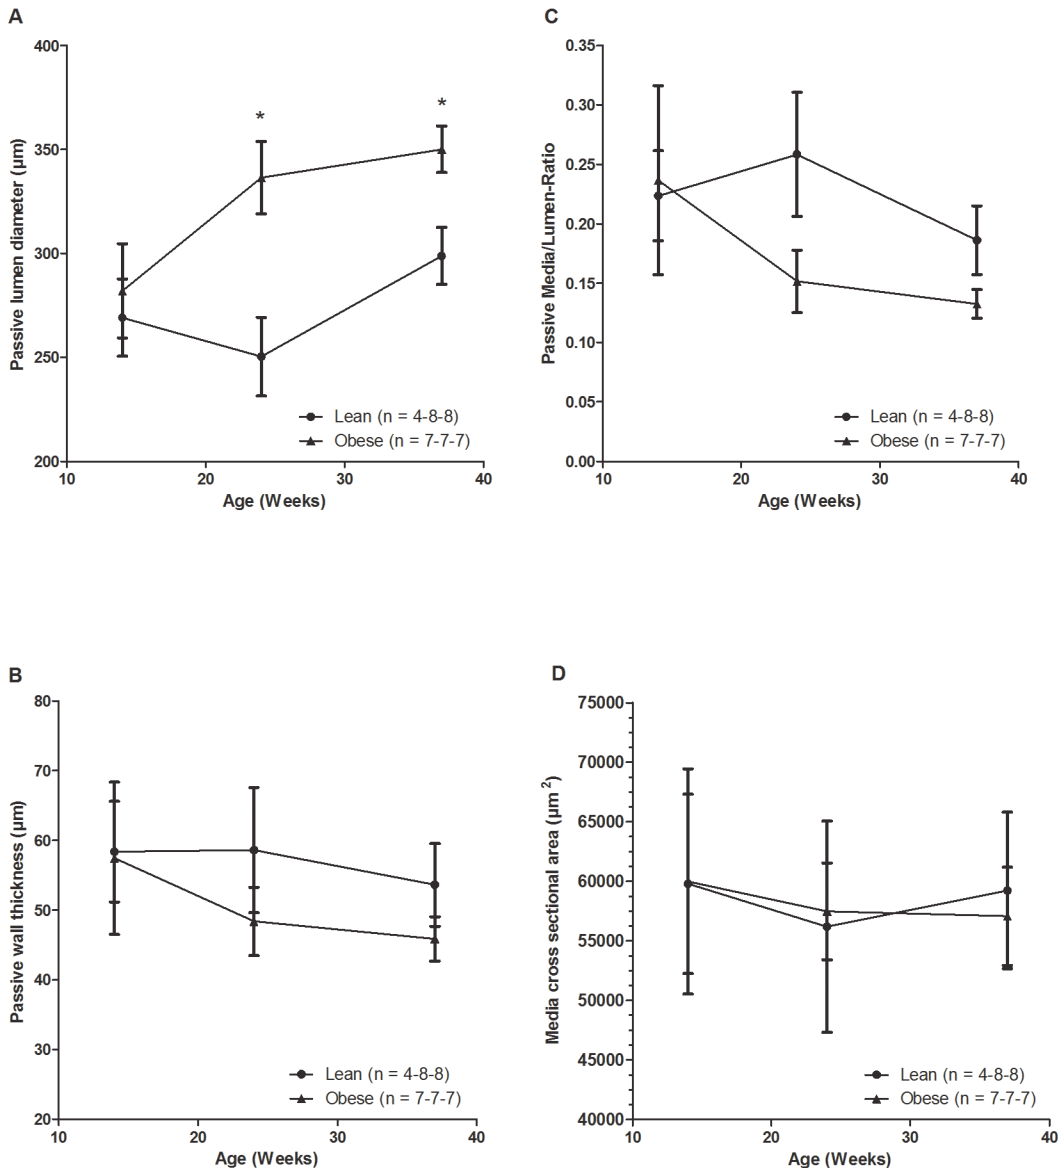 A
400
350
300
250
200
Passive lumen diameter (µm)
*
*
Lean (n = 4-8-8)
Obese (n = 7-7-7)
10 20 30 40
Age (Weeks)
C
0.35
0.30
0.25
0.20
0.15
0.10
0.05
0.00
Passive Media/Lumen-Ratio
Lean (n = 4-8-8)
Obese (n = 7-7-7)
10 20 30 40
Age (Weeks)
B
80
70
60
50
40
30
20
Passive wall thickness (µm)
Lean (n = 4-8-8)
Obese (n = 7-7-7)
10 20 30 40
Age (Weeks)
D
75000
70000
65000
60000
55000
50000
45000
40000
Media cross sectional area (µm²)
Lean (n = 4-8-8)
Obese (n = 7-7-7)
10 20 30 40
Age (Weeks)